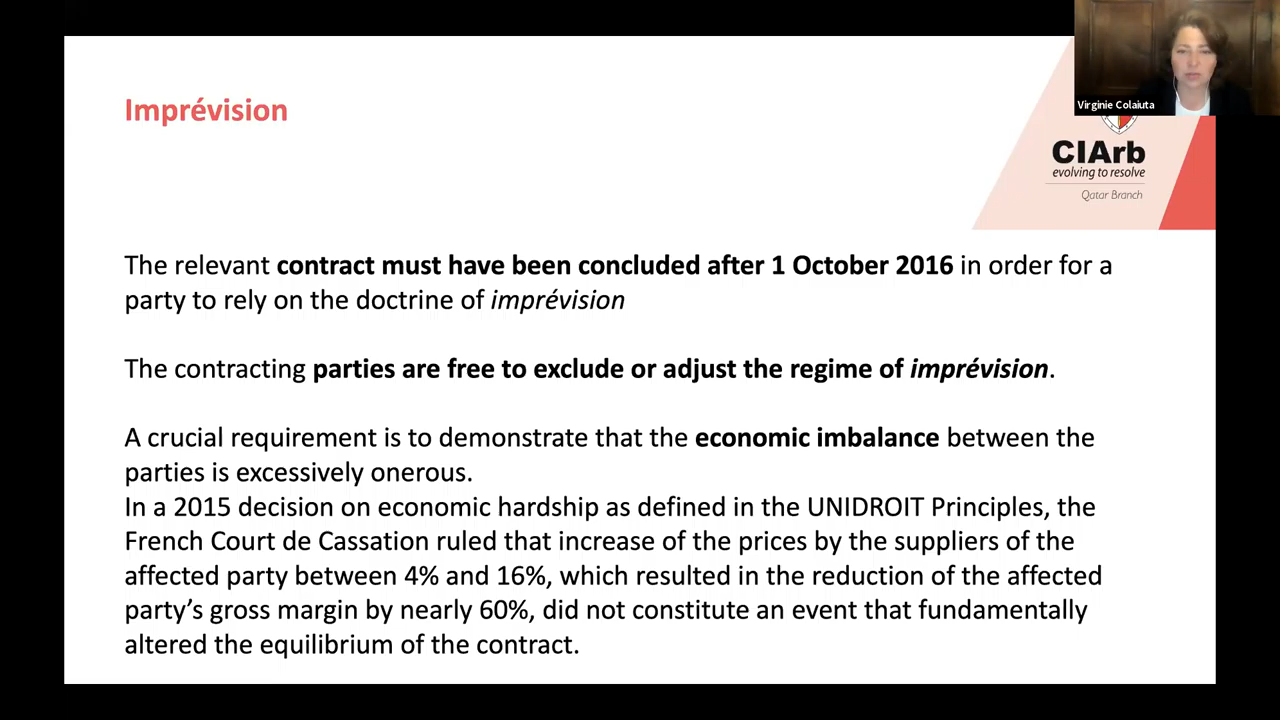 Virginie Colaiuta
Imprévision
CIArb
evolving to resolve
Qatar Branch
The relevant contract must have been concluded after 1 October 2016 in order for a
party to rely on the doctrine of imprévision
The contracting parties are free to exclude or adjust the regime of imprévision.
A crucial requirement is to demonstrate that the economic imbalance between the
parties is excessively onerous.
In a 2015 decision on economic hardship as defined in the UNIDROIT Principles, the
French Court de Cassation ruled that increase of the prices by the suppliers of the
affected party between 4% and 16%, which resulted in the reduction of the affected
party’s gross margin by nearly 60%, did not constitute an event that fundamentally
altered the equilibrium of the contract.